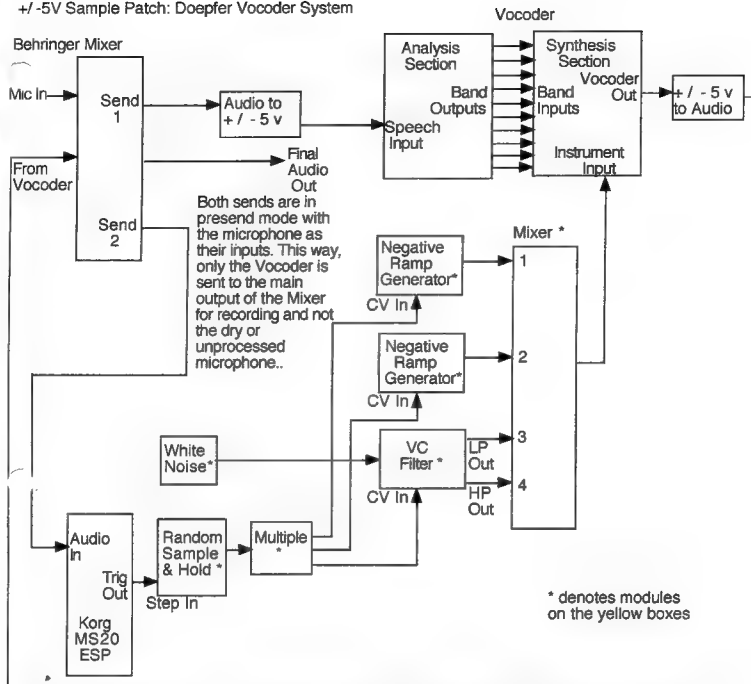 +/ -5V Sample Patch: Doepfer Vocoder System
Vocoder
Behringer Mixer
Mic In
From
Vocoder
Send
1
Send
2
Audio to
+ / - 5 v
Final
Audio
Out
Both sends are in
presend mode with
the microphone as
their inputs. This way,
only the Vocoder is
sent to the main
output of the Mixer
for recording and not
the dry or
unprocessed
microphone..
Analysis
Section
Band
Outputs
Speech
Input
Synthesis
Section
Vocoder
Out
Band
Inputs
Instrument
Input
+ / - 5 v
to Audio
Negative
Ramp
Generator*
CV In
Negative
Ramp
Generator*
CV In
Mixer *
1
2
3
4
White
Noise*
VC
Filter *
CV In
LP
Out
HP
Out
Audio
In
Trig
Out
Korg
MS20
ESP
Random
Sample
& Hold *
Step In
Multiple
*
* denotes modules
on the yellow boxes